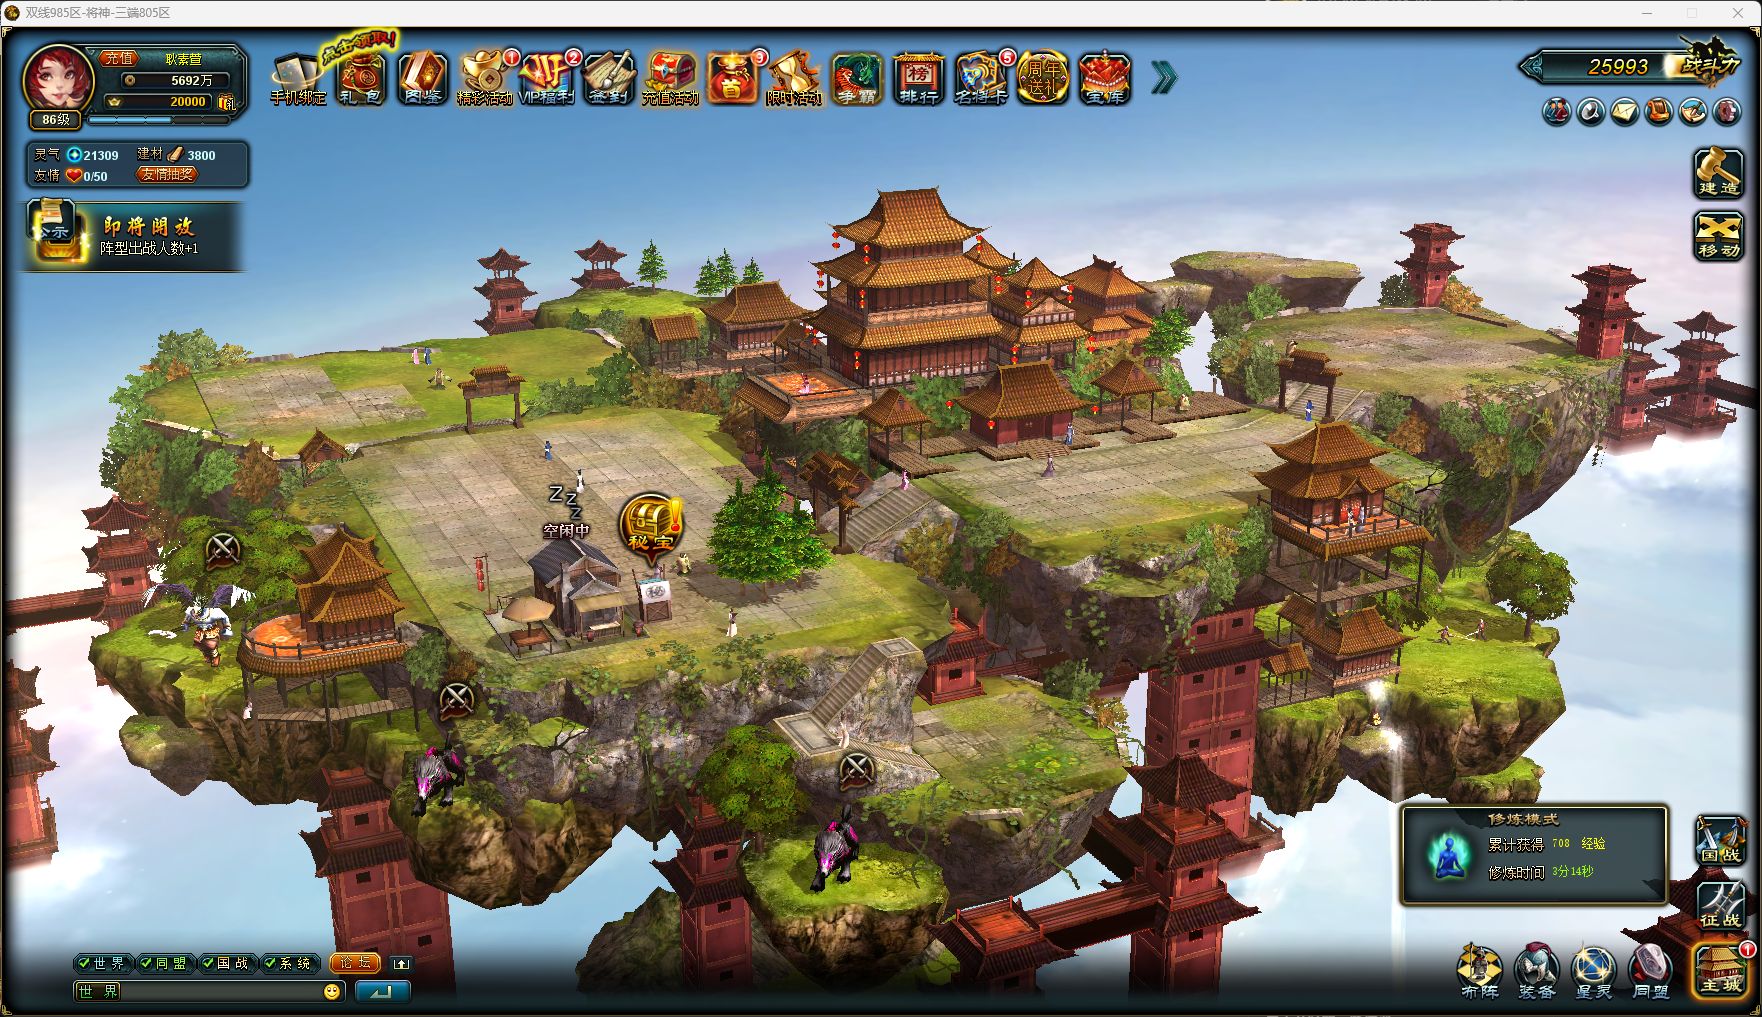 双线985区-将神-三端805区
充值
耿素萱
5692万
20000
86级
灵气 21309 建材 3800
友情 0/50 友情抽奖
公示
即将开放
阵型出战人数+1
点击领取!
手机绑定
礼包
图鉴
精彩活动
1
VIP福利
2
签到
充值活动
首
9
限时活动
争霸
榜
排行
名将卡
5
周年送礼
宝库
25993
战斗力
建造
移动
Z Z Z
空闲中
秘宝
修炼模式
累计获得 708 经验
修炼时间 3分14秒
国战
征战
世界 同盟 国战 系统 论坛
世界
布阵
装备
星灵
同盟
主城